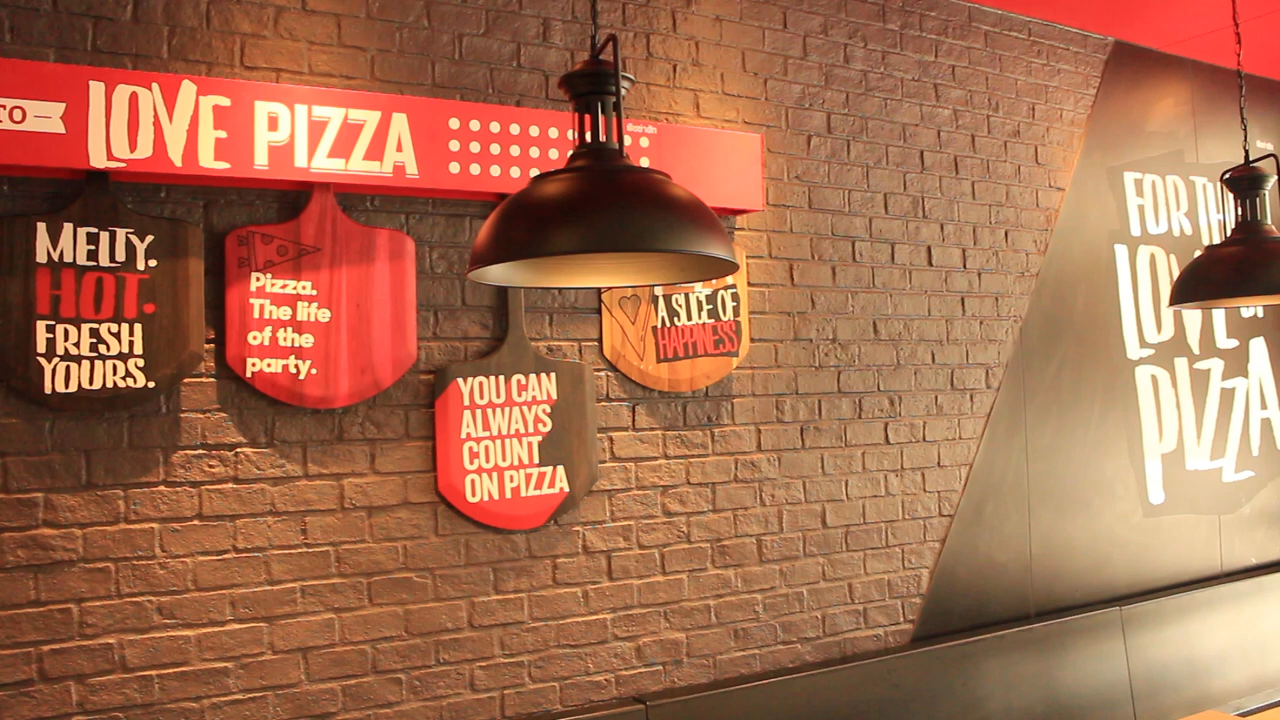 TO
LOVE PIZZA
MELTY.
HOT.
FRESH
YOURS.
Pizza.
The life
of the
party.
YOU CAN
ALWAYS
COUNT
ON PIZZA
A SLICE OF
HAPPINESS
FOR
LOVE OF
PIZZA